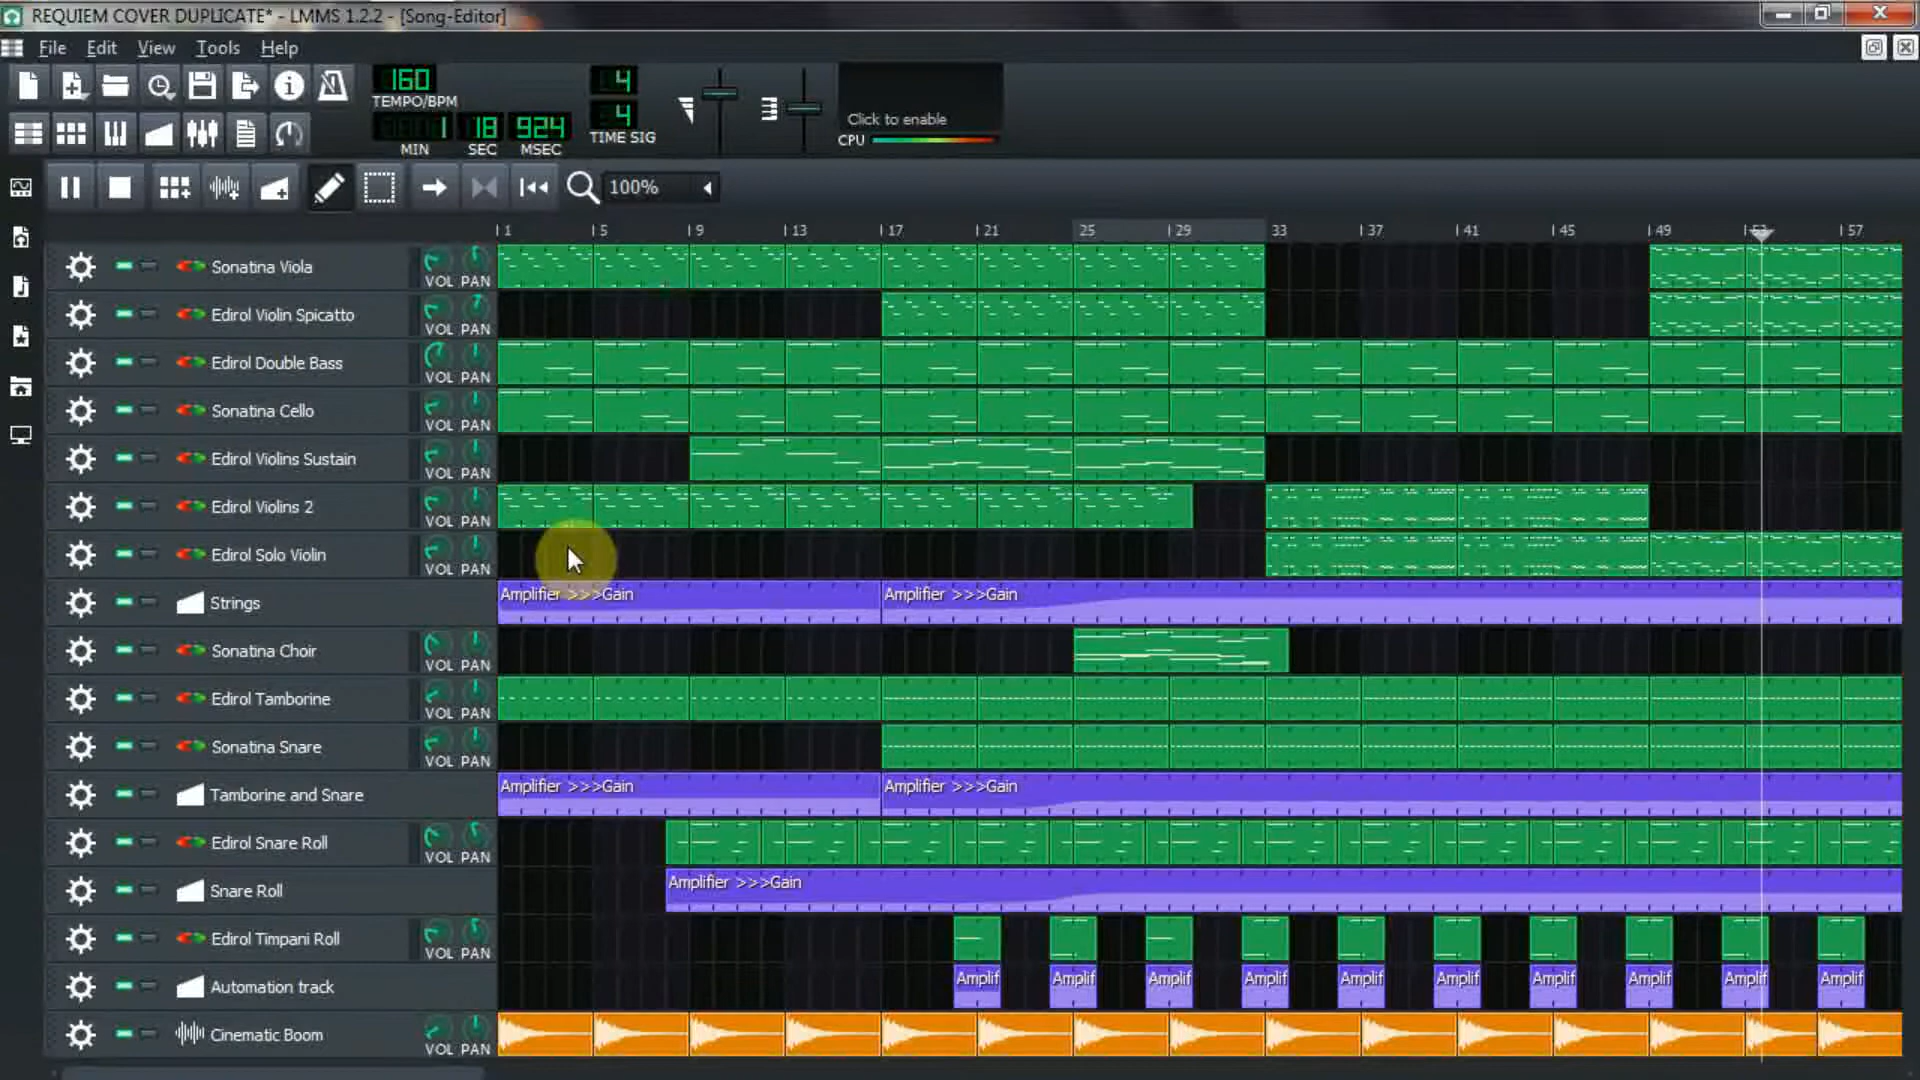 REQUIEM COVER DUPLICATE* - LMMS 1.2.2 - [Song-Editor]
File Edit View Tools Help
160
TEMPO/BPM
1 18 924
MIN SEC MSEC
4
4
TIME SIG
Click to enable
CPU
100%
1 5 9 13 17 21 25 29 33 37 41 45 49 53 57
Sonatina Viola VOL PAN
Edirol Violin Spicatto VOL PAN
Edirol Double Bass VOL PAN
Sonatina Cello VOL PAN
Edirol Violins Sustain VOL PAN
Edirol Violins 2 VOL PAN
Edirol Solo Violin VOL PAN
Strings Amplifier >>>Gain Amplifier >>>Gain
Sonatina Choir VOL PAN
Edirol Tamborine VOL PAN
Sonatina Snare VOL PAN
Tamborine and Snare Amplifier >>>Gain Amplifier >>>Gain
Edirol Snare Roll VOL PAN
Snare Roll Amplifier >>>Gain
Edirol Timpani Roll VOL PAN
Automation track Amplif Amplif Amplif Amplif Amplif Amplif Amplif Amplif Amplif Amplif
Cinematic Boom VOL PAN